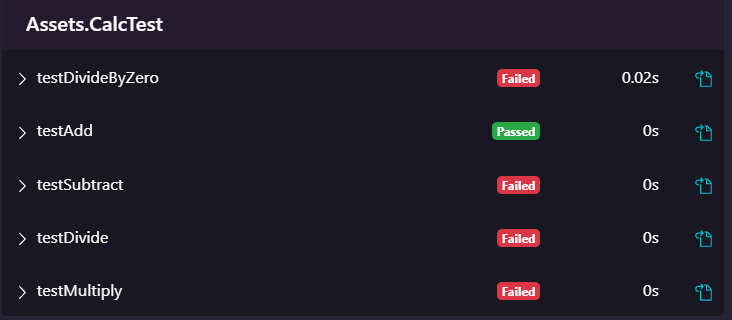 Assets.CalcTest
testDivideByZero Failed 0.02s
testAdd Passed 0s
testSubtract Failed 0s
testDivide Failed 0s
testMultiply Failed 0s